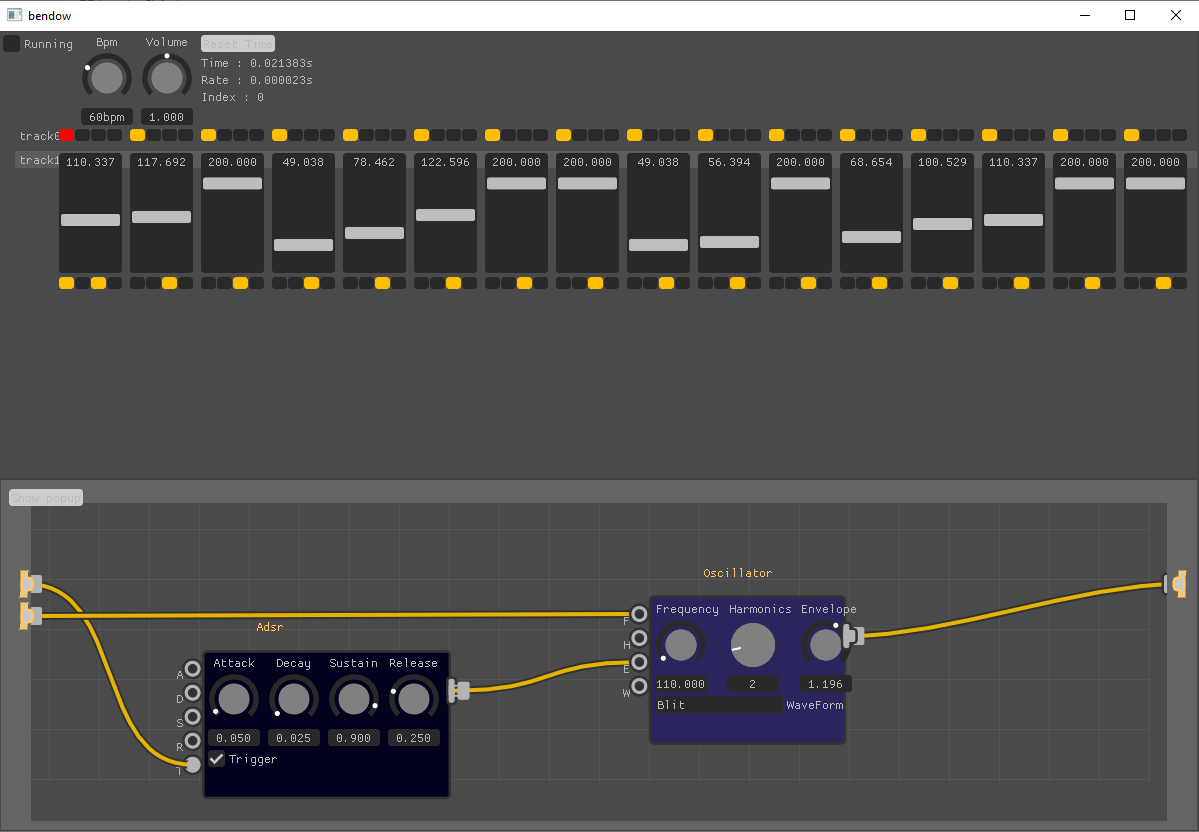 bendow
Running Bpm Volume Reset Time
Time : 0.021383s
Rate : 0.000023s
Index : 0
60bpm 1.000
track0
track1 110.337 117.692 200.000 49.038 78.462 122.596 200.000 200.000 49.038 56.394 200.000 68.654 100.529 110.337 200.000 200.000
Show popup
Oscillator
Frequency Harmonics Envelope
F
H
E
W
110.000 2 1.196
Blit WaveForm
Adsr
Attack Decay Sustain Release
A
D
S
R
T
0.050 0.025 0.900 0.250
Trigger